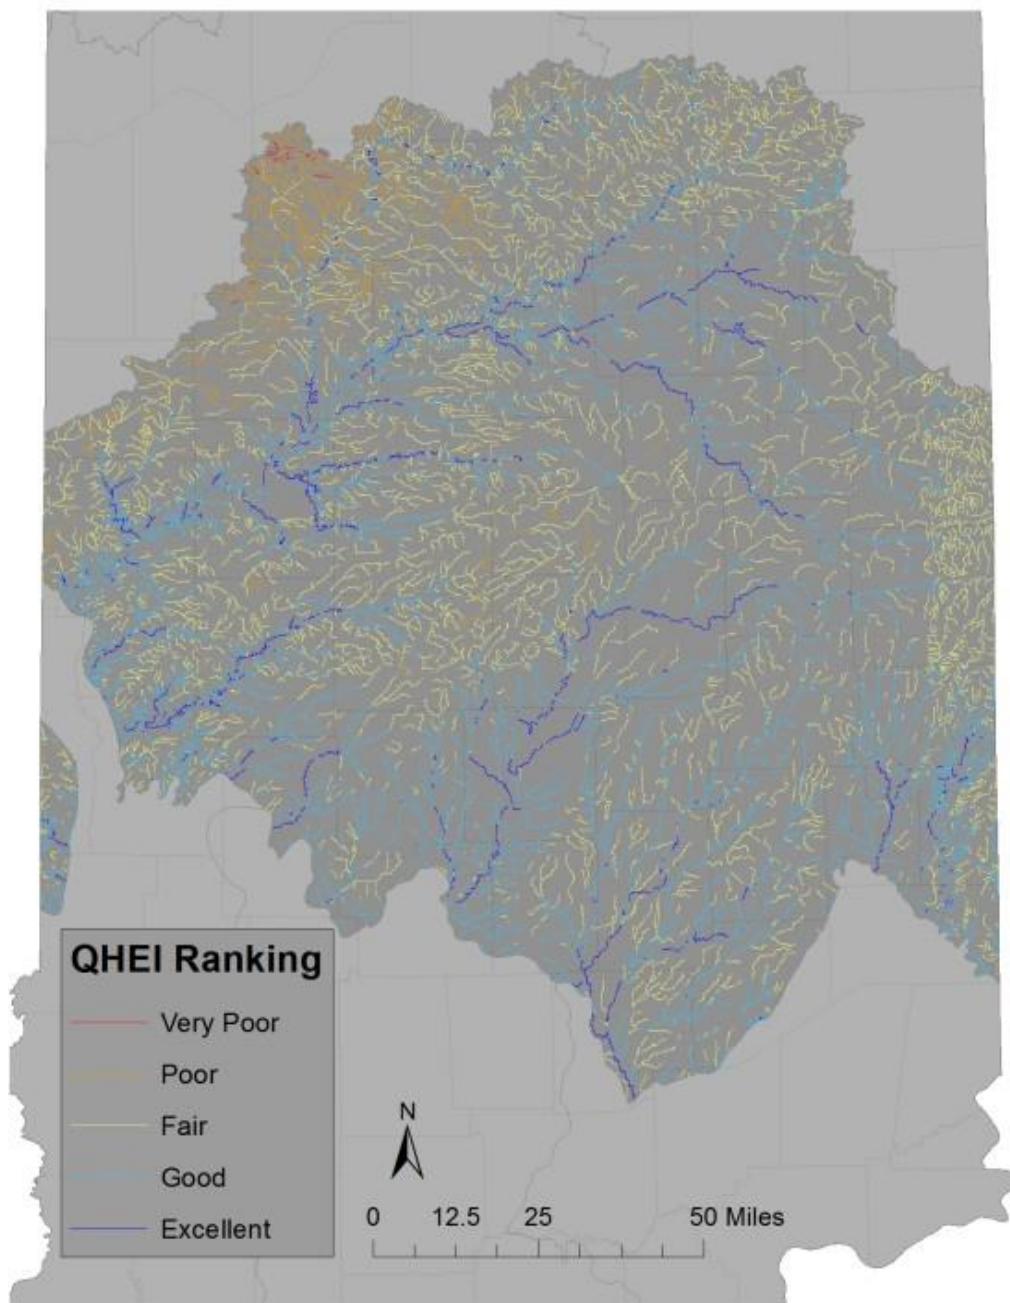 QHEI Ranking
Very Poor
Poor
Fair
Good
Excellent
N
0 12.5 25 50 Miles